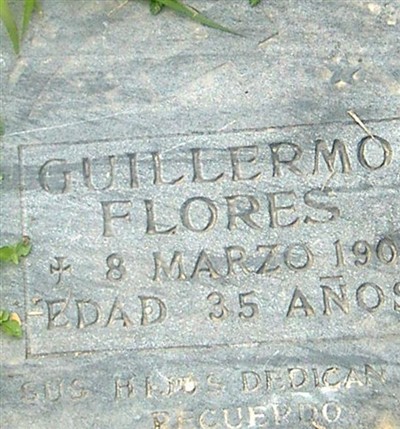 GUILLERMO
FLORES
✝ 8 MARZO 190
EDAD 35 AÑOS
SUS HIJOS DEDICAN
RECUERDO